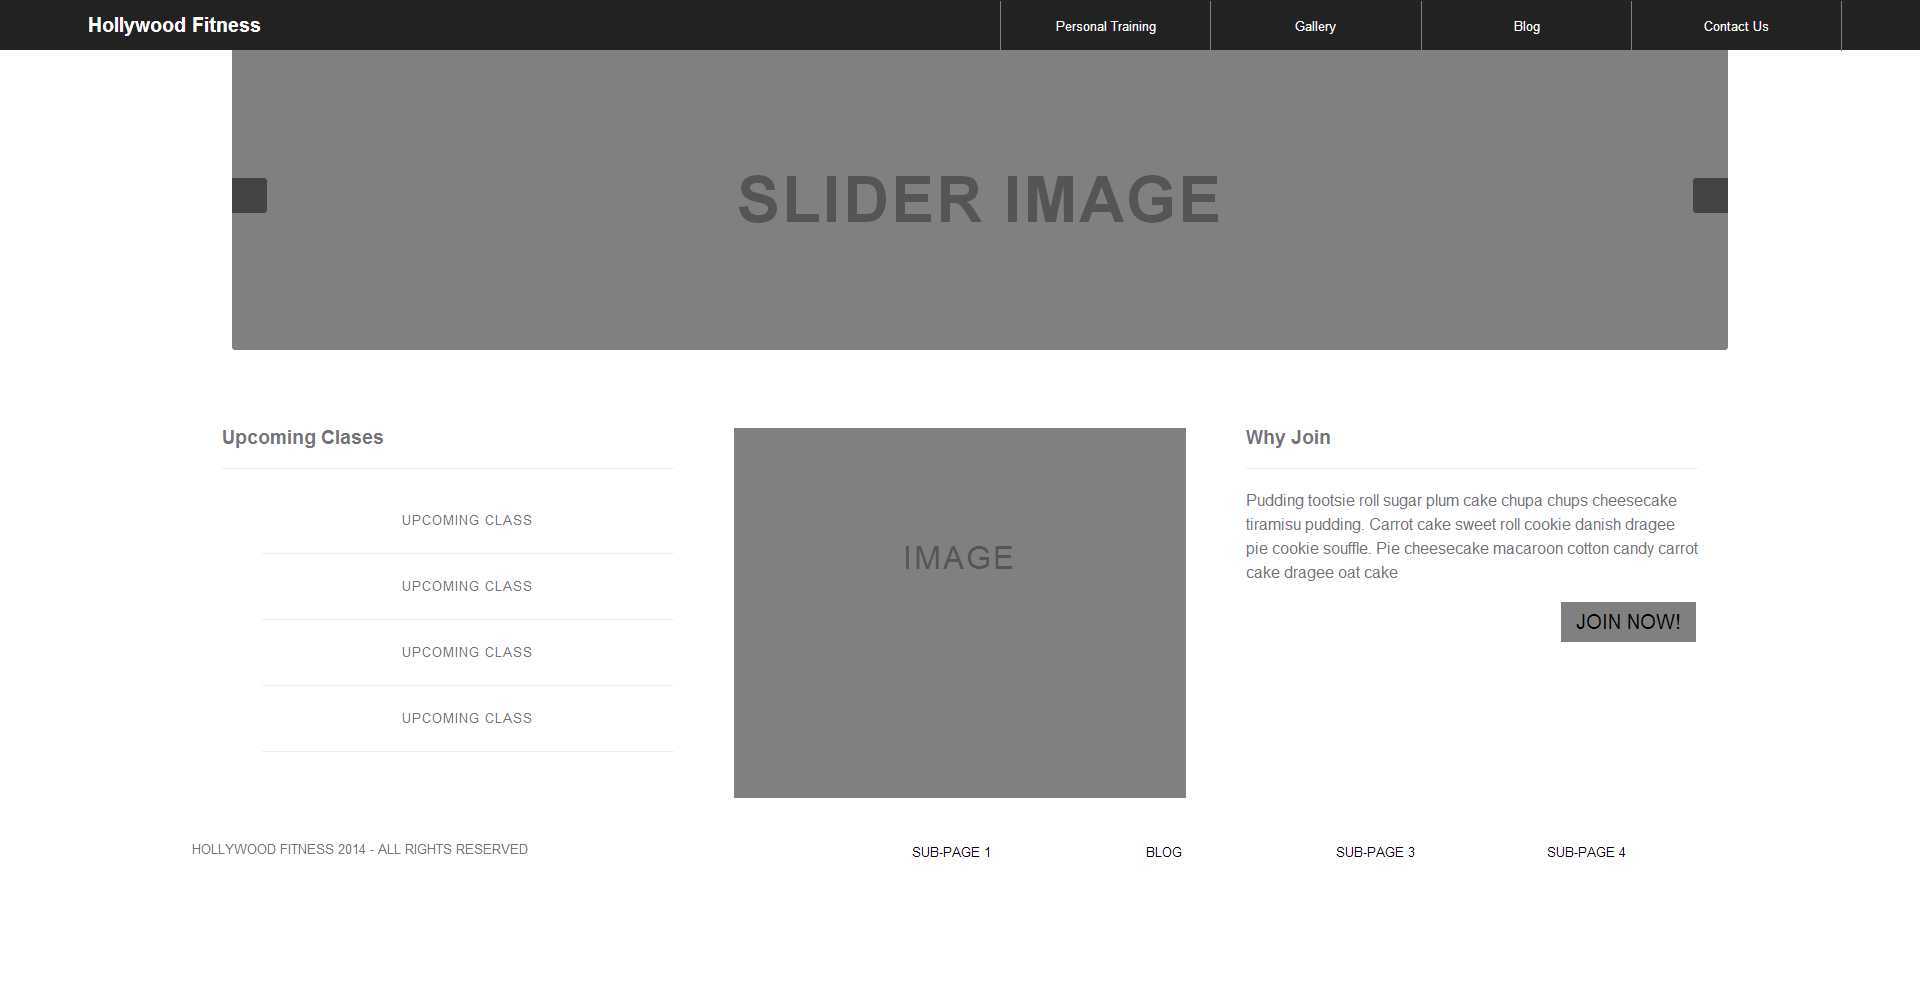 Hollywood Fitness
Personal Training
Gallery
Blog
Contact Us
SLIDER IMAGE
Upcoming Clases
UPCOMING CLASS
UPCOMING CLASS
UPCOMING CLASS
UPCOMING CLASS
IMAGE
Why Join
Pudding tootsie roll sugar plum cake chupa chups cheesecake
tiramisu pudding. Carrot cake sweet roll cookie danish dragee
pie cookie souffle. Pie cheesecake macaroon cotton candy carrot
cake dragee oat cake
JOIN NOW!
HOLLYWOOD FITNESS 2014 - ALL RIGHTS RESERVED
SUB-PAGE 1
BLOG
SUB-PAGE 3
SUB-PAGE 4